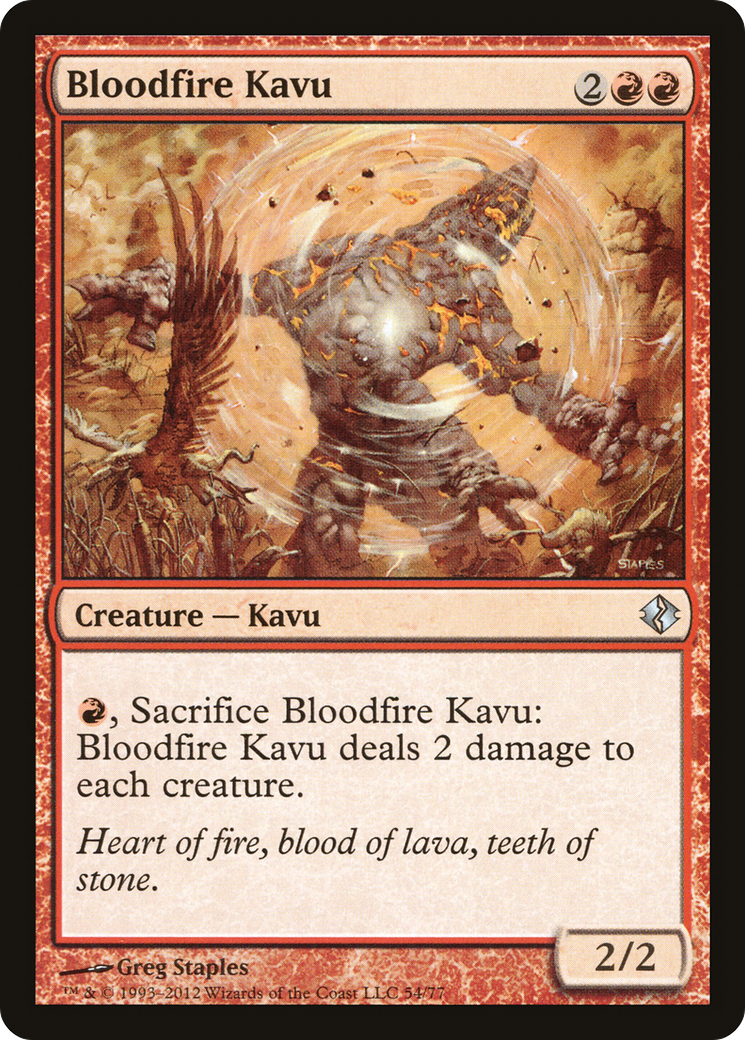 Bloodfire Kavu 2
STAPLES
Creature — Kavu
, Sacrifice Bloodfire Kavu:
Bloodfire Kavu deals 2 damage to
each creature.
Heart of fire, blood of lava, teeth of
stone.
2/2
Greg Staples
™ & © 1993–2012 Wizards of the Coast LLC 54/77